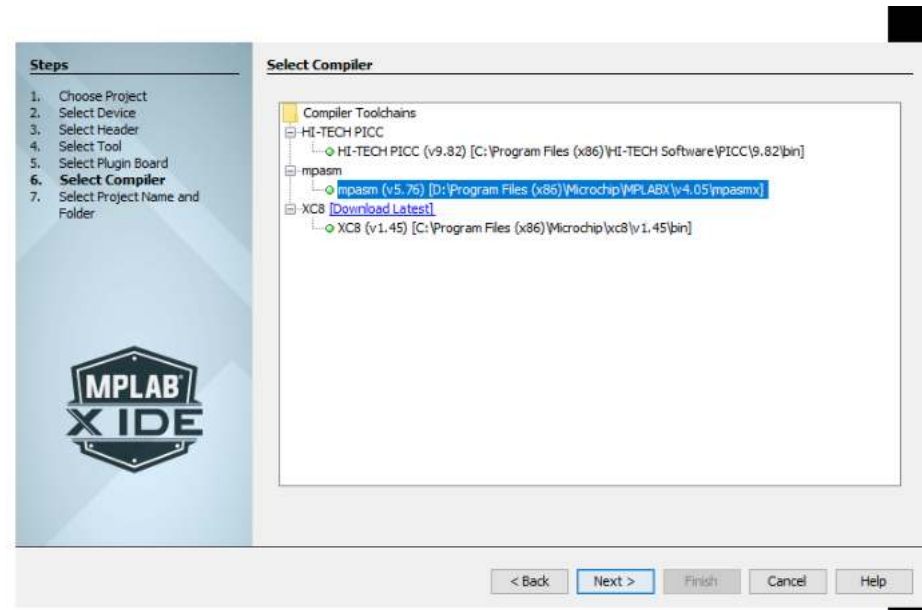 Steps
1. Choose Project
2. Select Device
3. Select Header
4. Select Tool
5. Select Plugin Board
6. Select Compiler
7. Select Project Name and
Folder
MPLAB
X IDE
Select Compiler
Compiler Toolchains
HI-TECH PICC
HI-TECH PICC (v9.82) [C:\Program Files (x86)\HI-TECH Software\PICC\9.82\bin]
mpasm
mpasm (v5.76) [D:\Program Files (x86)\Microchip\MPLABX\v4.05\mpasmx]
XC8 [Download Latest]
XC8 (v1.45) [C:\Program Files (x86)\Microchip\xc8\v1.45\bin]
< Back
Next >
Finish
Cancel
Help